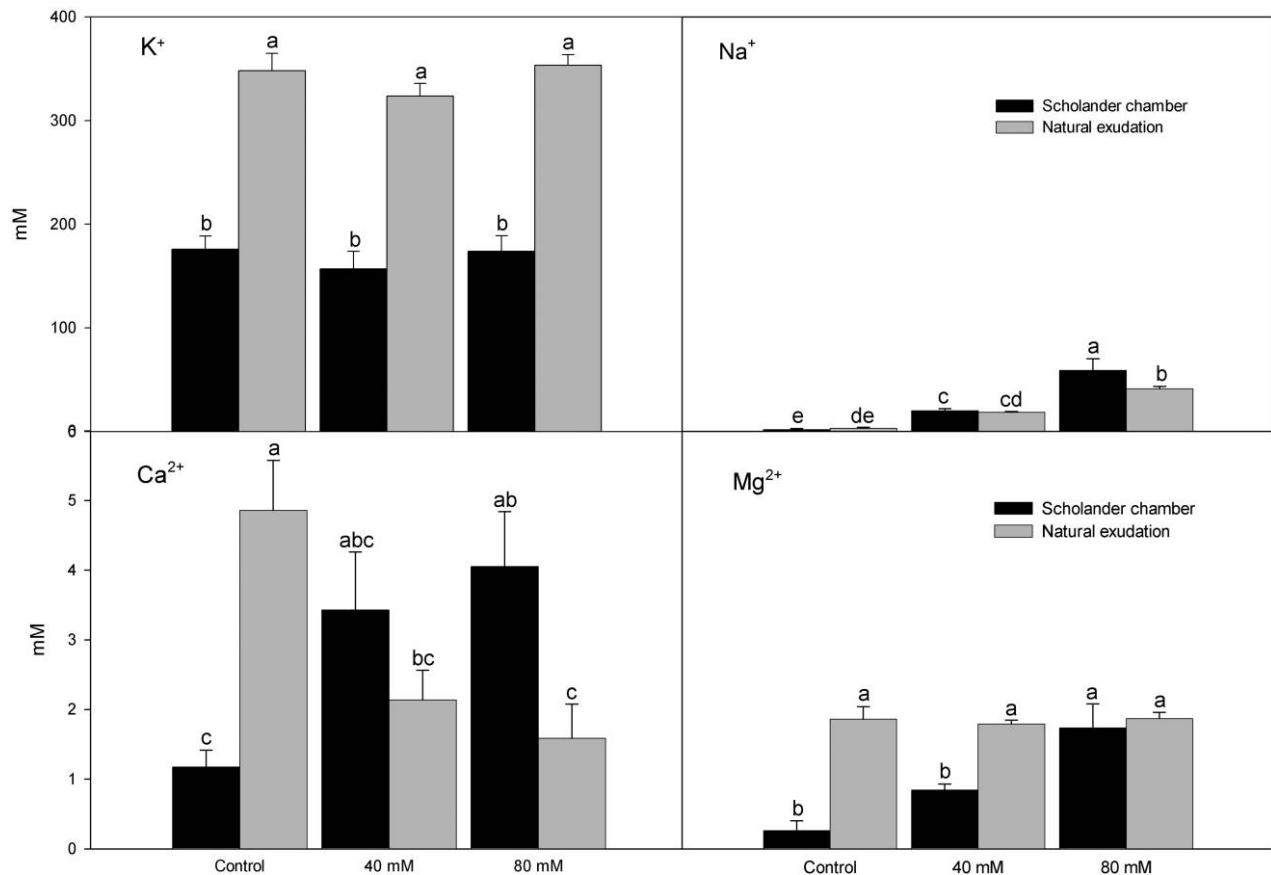 400
300
200
100
0
mM
K+
a
a
a
b
b
b
Na+
Scholander chamber
Natural exudation
a
b
c
cd
e
de
6
5
4
3
2
1
0
mM
Ca2+
a
ab
abc
bc
c
c
Control
40 mM
80 mM
Mg2+
Scholander chamber
Natural exudation
a
a
a
a
b
b
Control
40 mM
80 mM